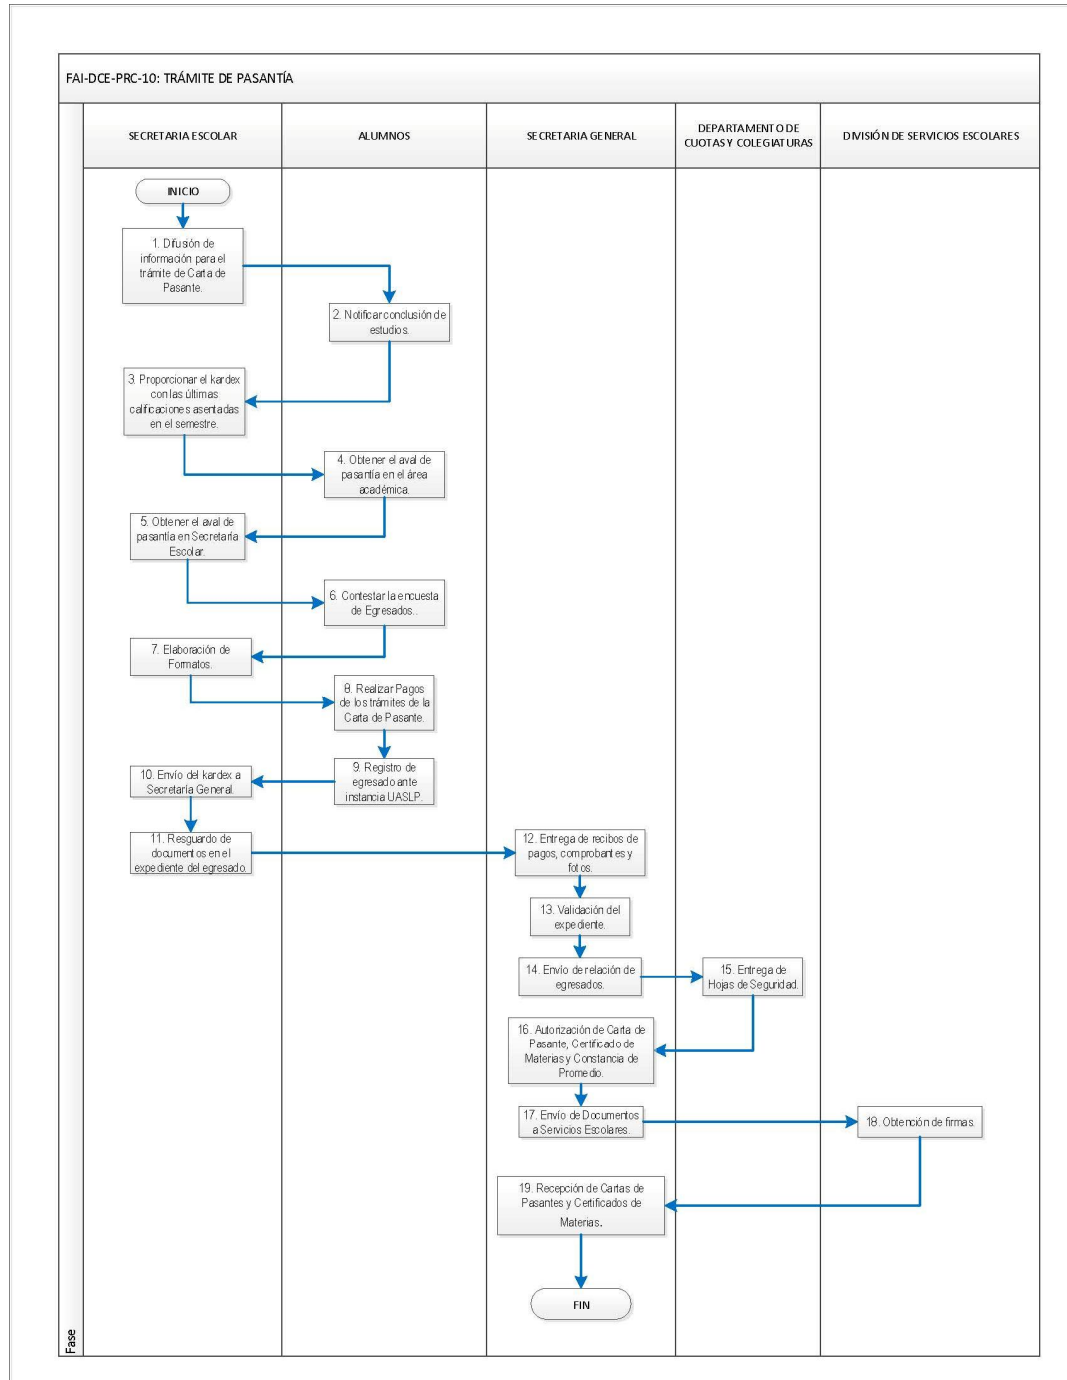 FAI-DCE-PRC-10: TRÁMITE DE PASANTÍA
SECRETARIA ESCOLAR
ALUMNOS
SECRETARIA GENERAL
DEPARTAMENTO DE
CUOTAS Y COLEGIATURAS
DIVISIÓN DE SERVICIOS ESCOLARES
INICIO
1. Difusión de
información para el
trámite de Carta de
Pasante.
2. Notificar conclusión de
estudios.
3. Proporcionar el kardex
con las últimas
calificaciones asentadas
en el semestre.
4. Obtener el aval de
pasantía en el área
académica.
5. Obtener el aval de
pasantía en Secretaría
Escolar.
6. Contestar la encuesta
de Egresados..
7. Elaboración de
Formatos.
8. Realizar Pagos
de los trámites de la
Carta de Pasante.
9. Registro de
egresado ante
instancia UASLP.
10. Envío del kardex a
Secretaría General.
11. Resguardo de
documentos en el
expediente del egresado.
12. Entrega de recibos de
pagos, comprobantes y
fotos.
13. Validación del
expediente.
14. Envío de relación de
egresados.
15. Entrega de
Hojas de Seguridad.
16. Autorización de Carta de
Pasante, Certificado de
Materias y Constancia de
Promedio.
17. Envío de Documentos
a Servicios Escolares.
18. Obtención de firmas.
19. Recepción de Cartas de
Pasantes y Certificados de
Materias.
FIN
Fase